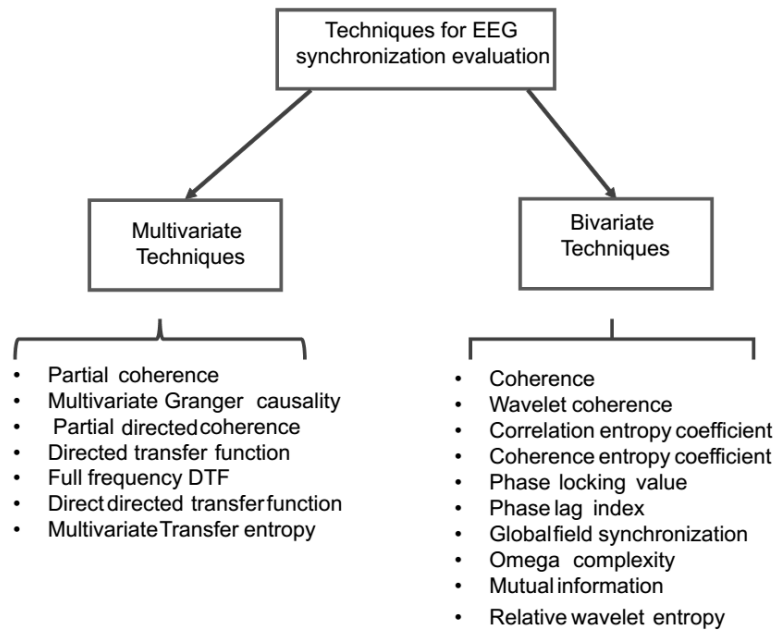 Techniques for EEG
synchronization evaluation
Multivariate
Techniques
Bivariate
Techniques
• Partial coherence
• Multivariate Granger causality
• Partial directed coherence
• Directed transfer function
• Full frequency DTF
• Direct directed transfer function
• Multivariate Transfer entropy
• Coherence
• Wavelet coherence
• Correlation entropy coefficient
• Coherence entropy coefficient
• Phase locking value
• Phase lag index
• Global field synchronization
• Omega complexity
• Mutual information
• Relative wavelet entropy